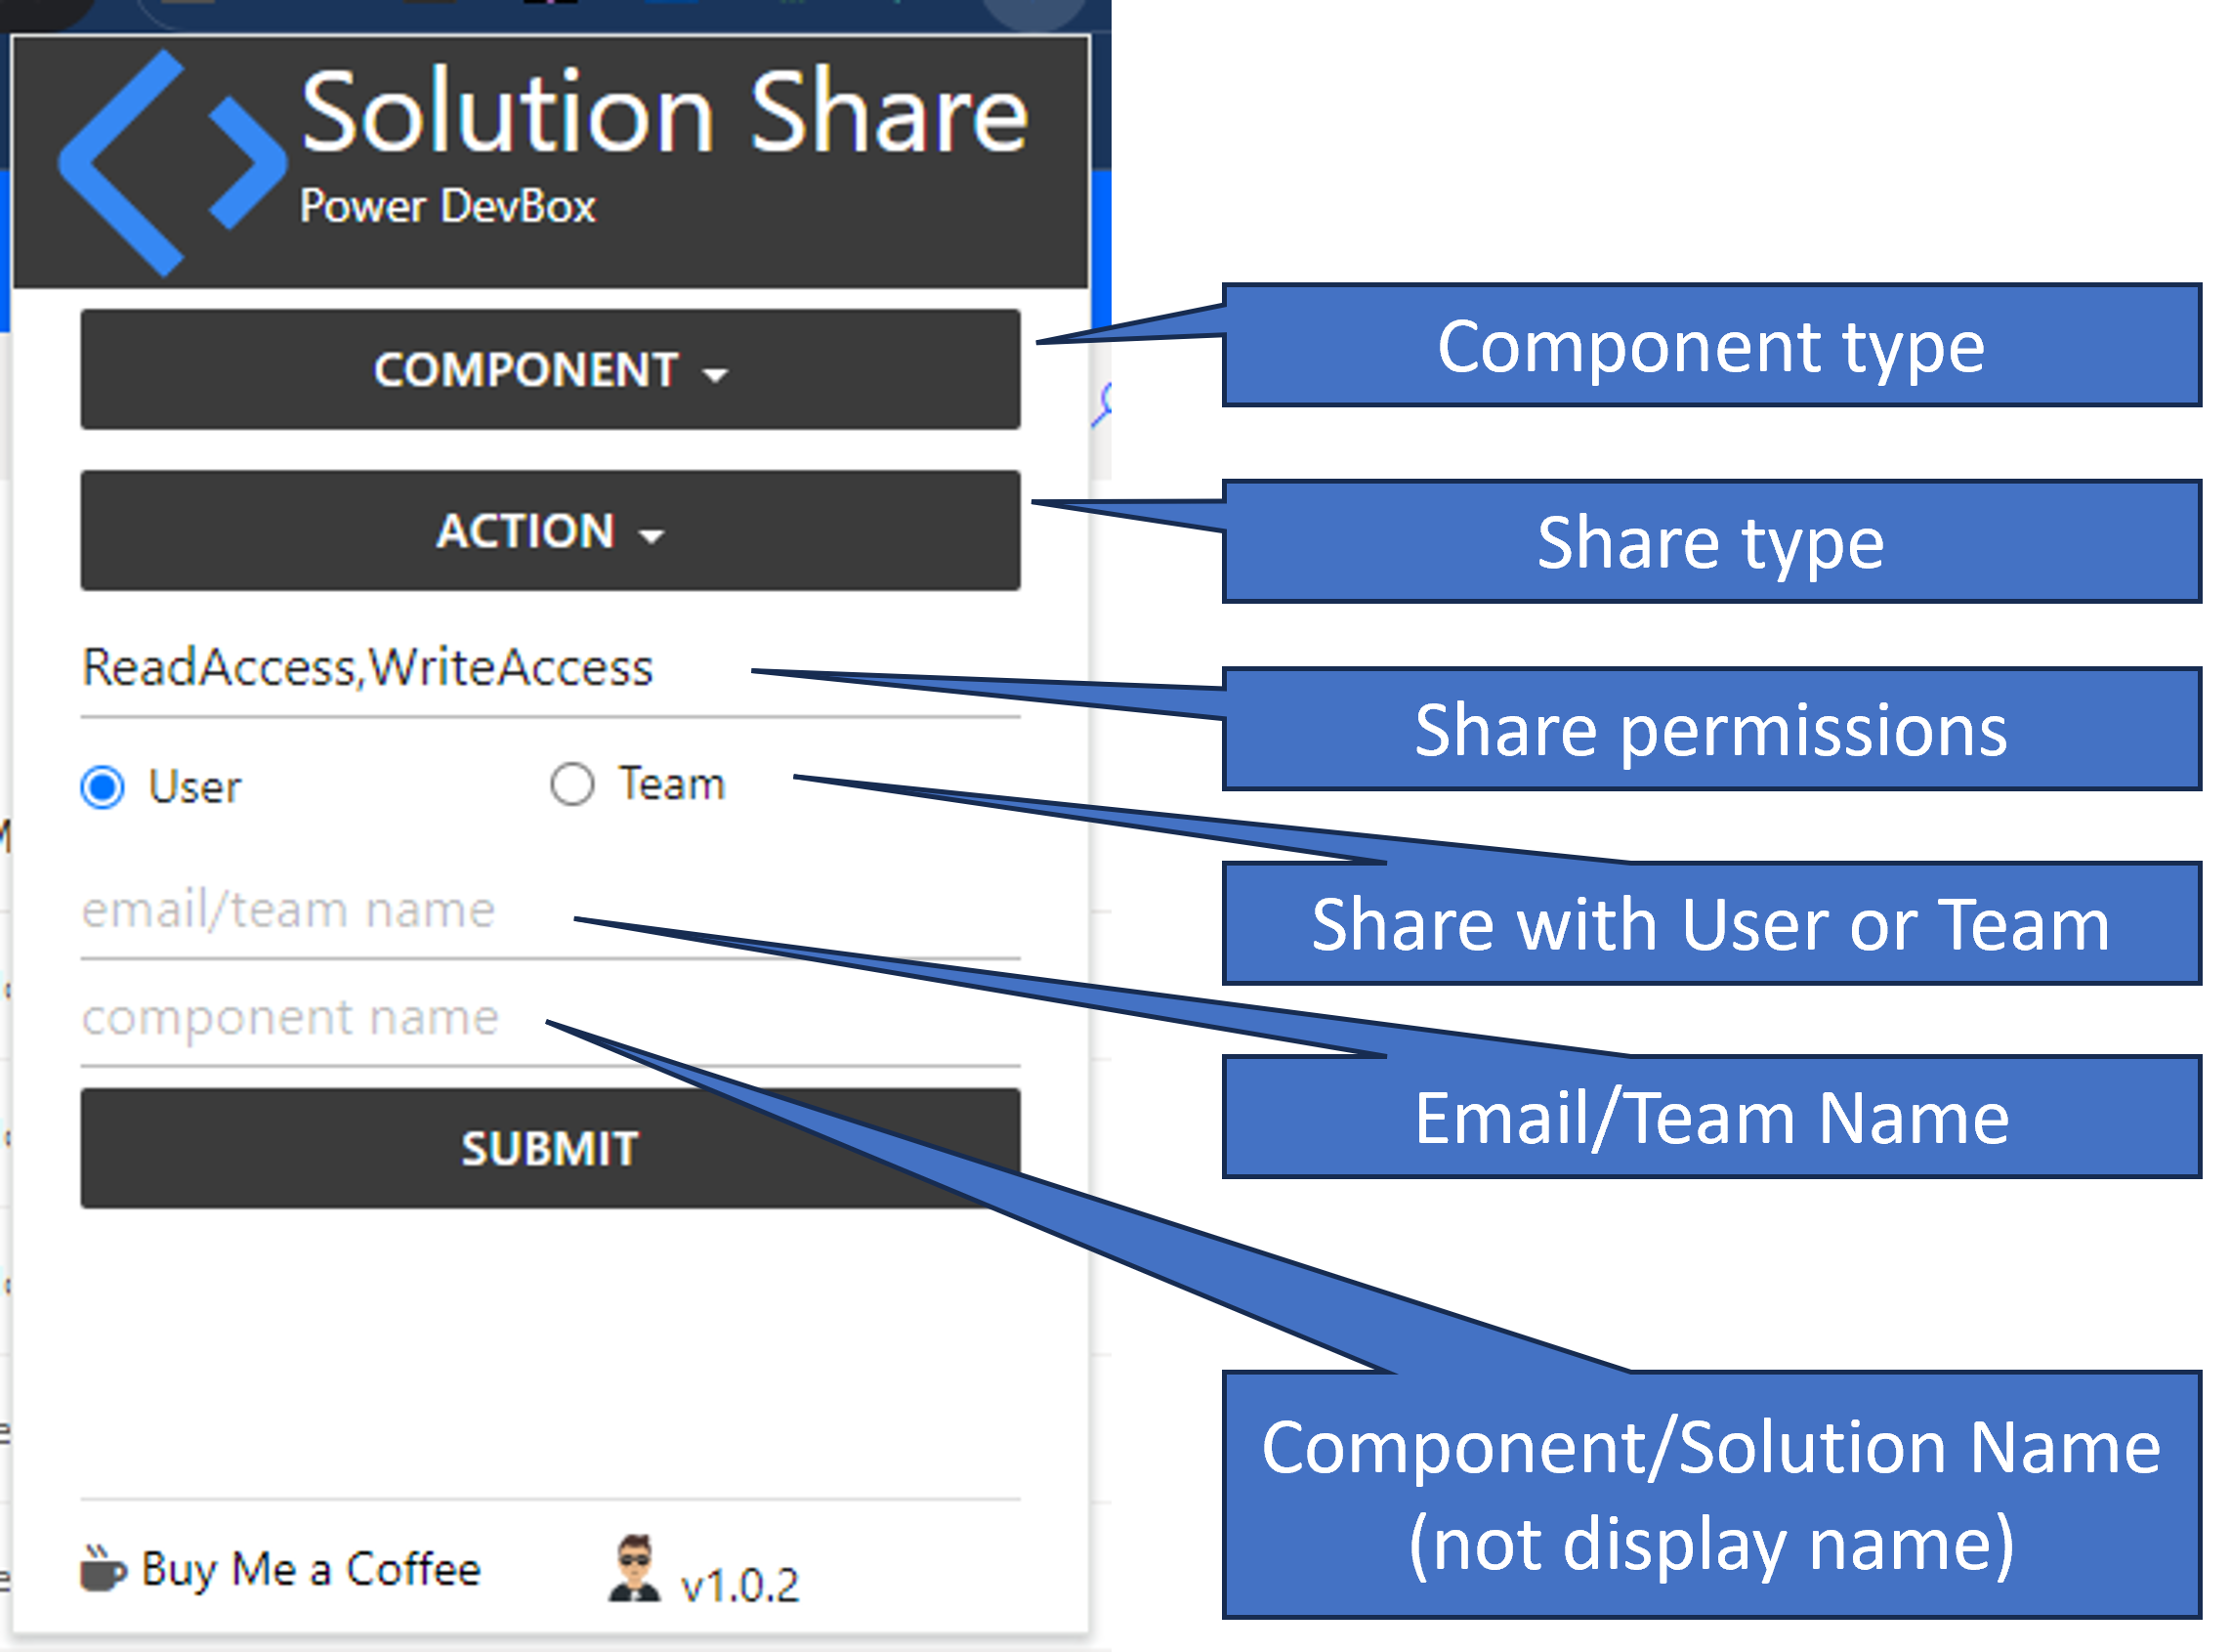 Solution Share
Power DevBox
COMPONENT
Component type
ACTION
Share type
ReadAccess,WriteAccess
Share permissions
User
Team
Share with User or Team
email/team name
Email/Team Name
component name
SUBMIT
Component/Solution Name
(not display name)
Buy Me a Coffee
v1.0.2